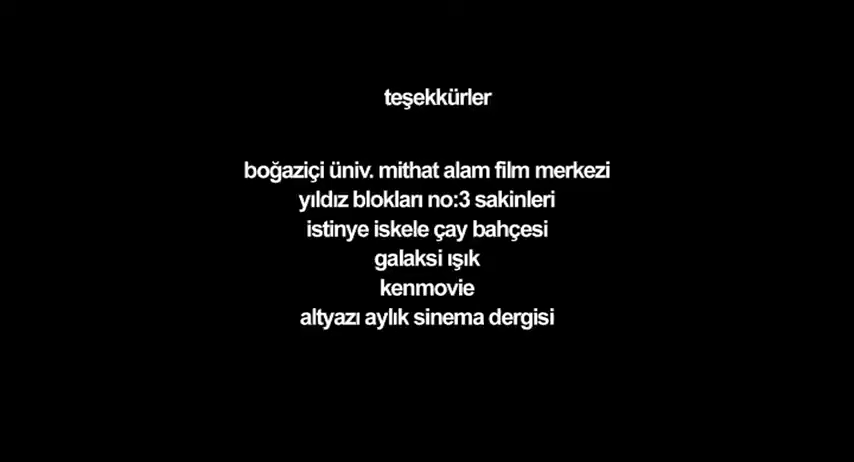 teşekkürler
boğaziçi üniv. mithat alam film merkezi
yıldız blokları no:3 sakinleri
istinye iskele çay bahçesi
galaksi ışık
kenmovie
altyazı aylık sinema dergisi